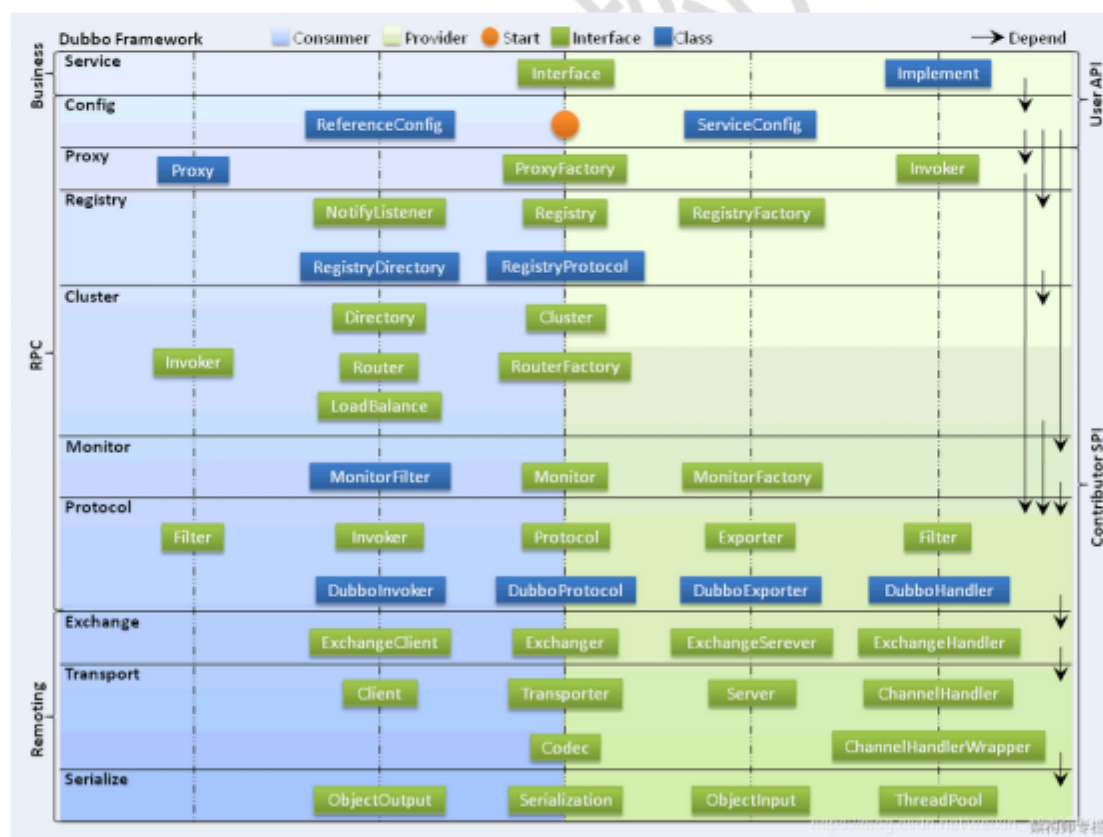 Dubbo Framework Consumer Provider Start Interface Class Depend
Business
Service
Interface Implement
User API
Config
ReferenceConfig ServiceConfig
RPC
Proxy
Proxy ProxyFactory Invoker
Registry
NotifyListener Registry RegistryFactory
RegistryDirectory RegistryProtocol
Cluster
Directory Cluster
Invoker Router RouterFactory
LoadBalance
Contributor SPI
Monitor
MonitorFilter Monitor MonitorFactory
Protocol
Filter Invoker Protocol Exporter Filter
DubboInvoker DubboProtocol DubboExporter DubboHandler
Remoting
Exchange
ExchangeClient Exchanger ExchangeSerever ExchangeHandler
Transport
Client Transporter Server ChannelHandler
Codec ChannelHandlerWrapper
Serialize
ObjectOutput Serialization ObjectInput ThreadPool